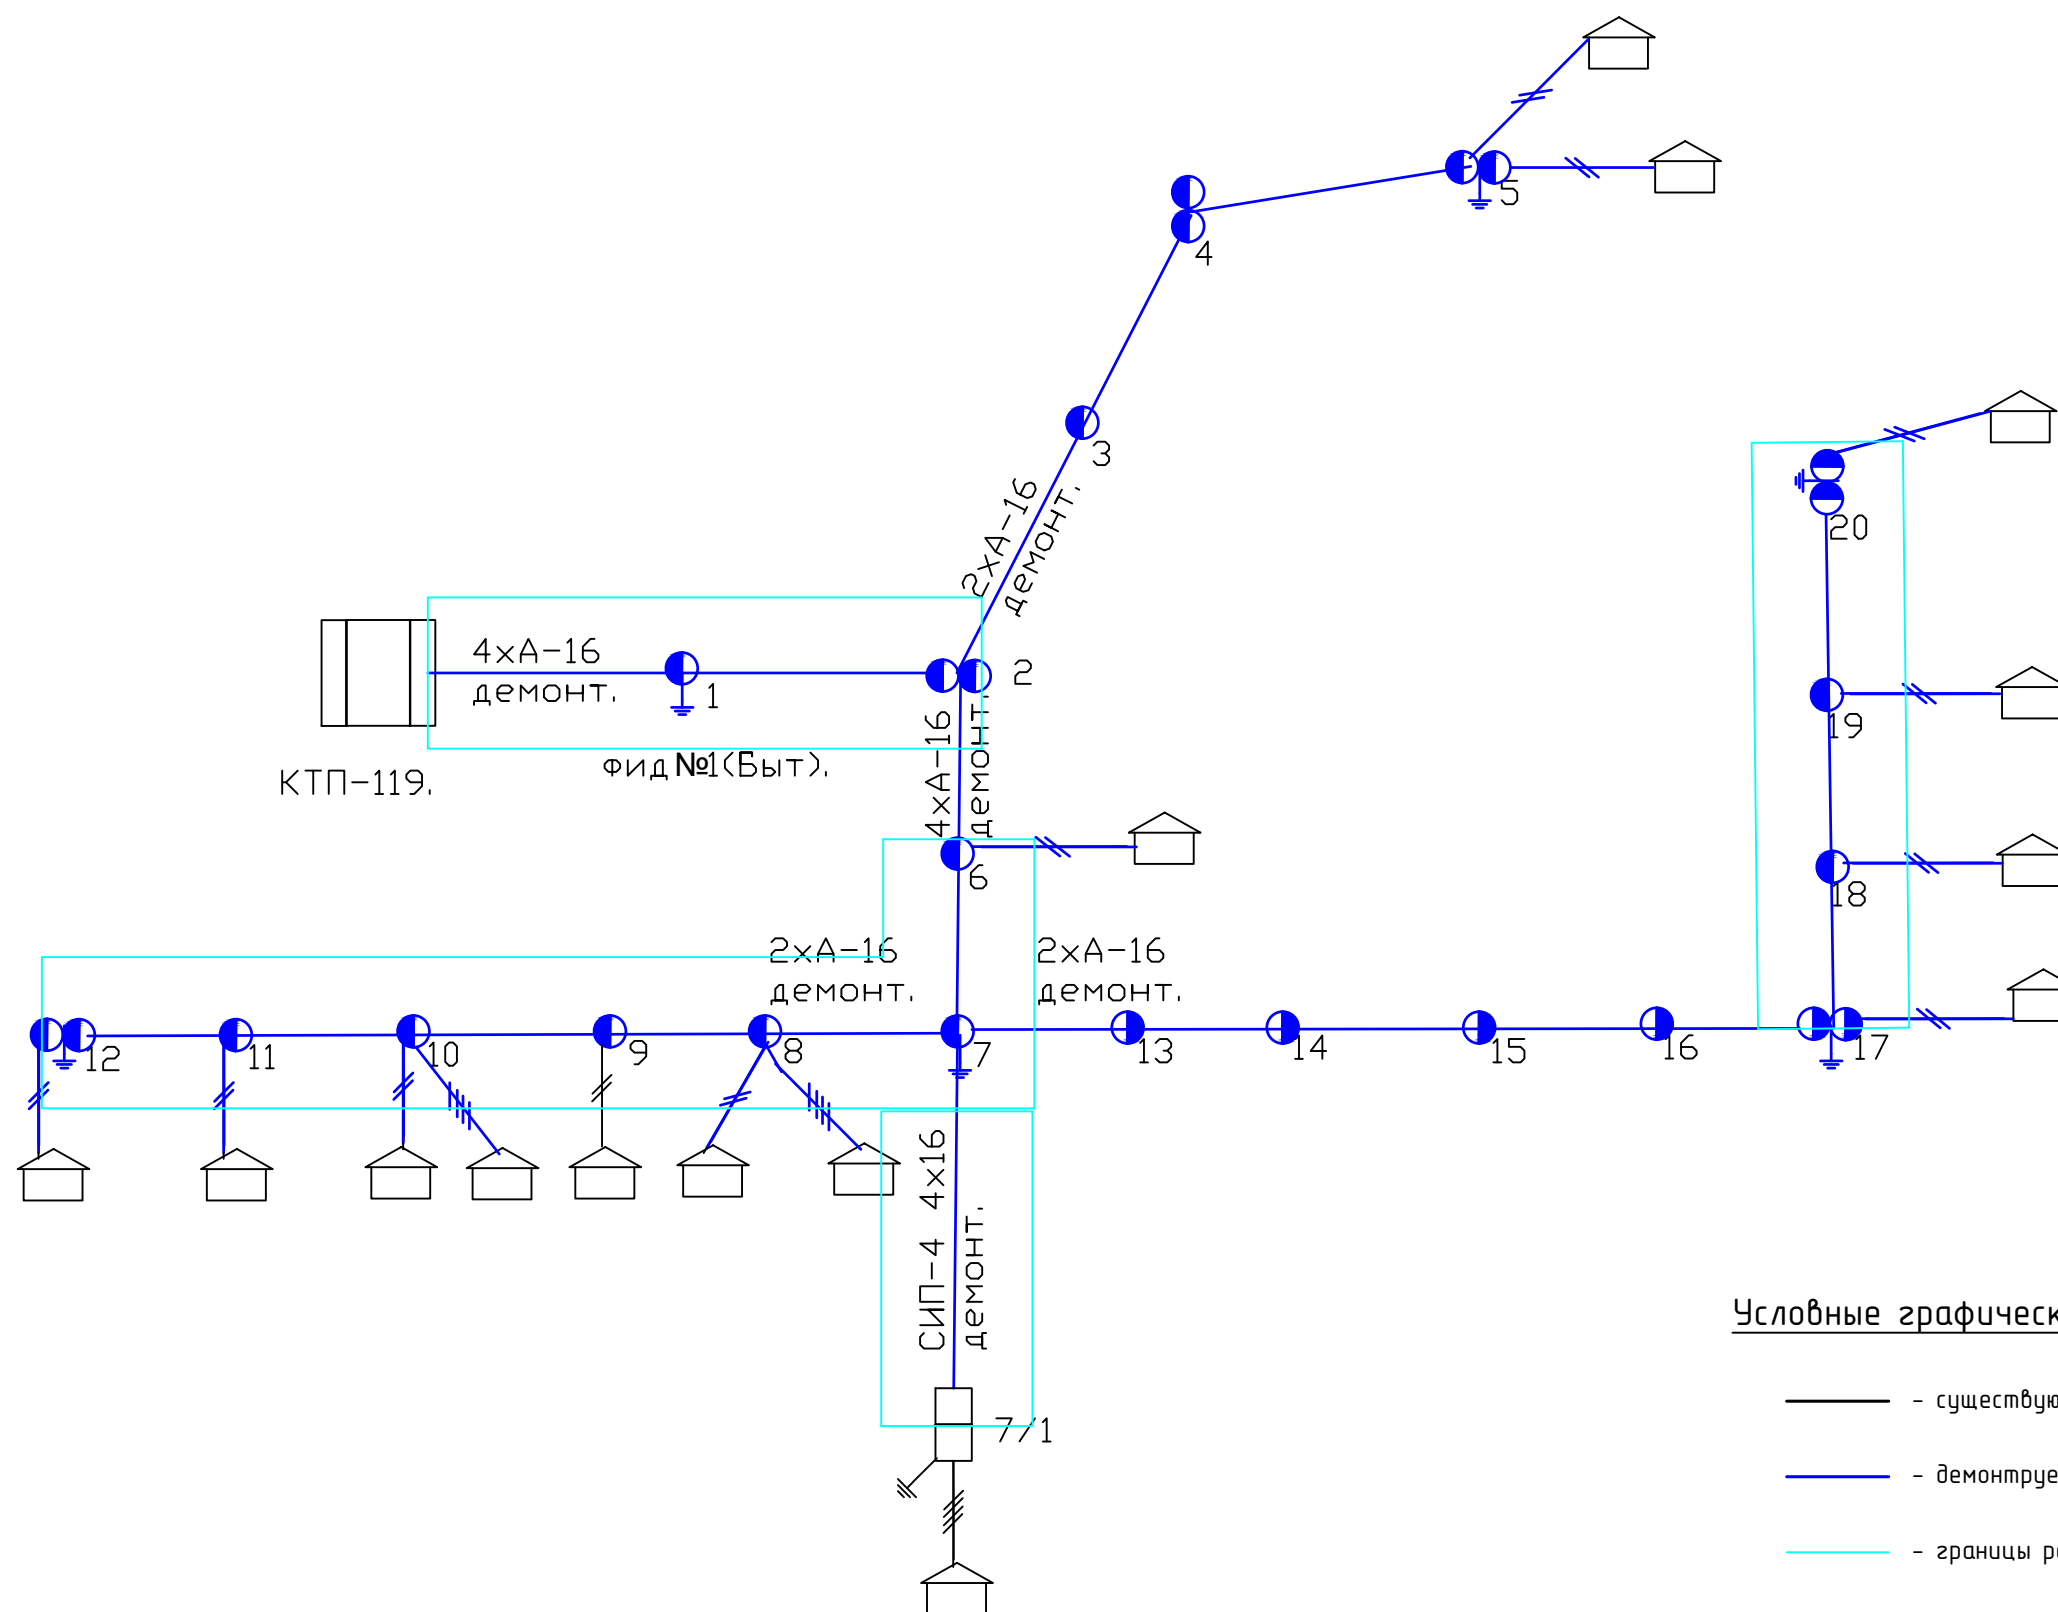 5
4
3
2хА-16
демонт.
20
4хА-16
демонт.
1
2
19
4хА-16
демонт.
КТП-119.
фид №1(Быт).
6
18
2хА-16
демонт.
2хА-16
демонт.
12
11
10
9
8
7
13
14
15
16
17
СИП-4 4х16
демонт.
7/1
Условные графическ
- существую
- демонтруе
- границы